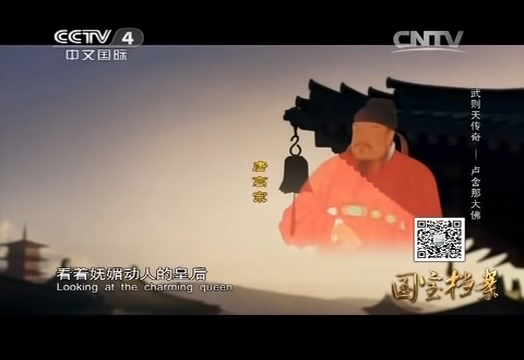 CCTV 4
中文国际
CNTV
武则天传奇——卢舍那大佛
唐高宗
看着妩媚动人的皇后
Looking at the charming queen
国宝档案